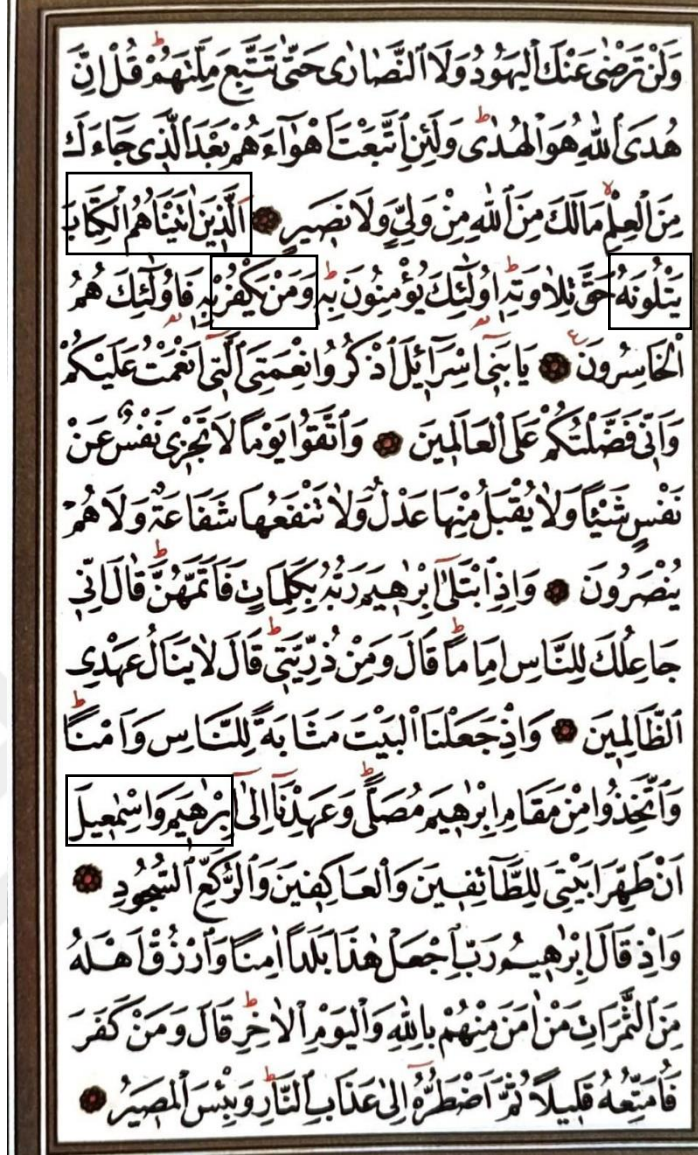 وَلَنْ تَرْضٰى عَنْكَ الْيَهُودُ وَلَا النَّصَارٰى حَتّٰى تَتَّبِعَ مِلَّتَهُمْۜ قُلْ اِنَّ
هُدَى اللّٰهِ هُوَ الْهُدٰىۜ وَلَئِنِ اتَّبَعْتَ اَهْوَٓاءَهُمْ بَعْدَ الَّذ۪ي جَٓاءَكَ
مِنَ الْعِلْمِۙ مَا لَكَ مِنَ اللّٰهِ مِنْ وَلِيٍّ وَلَا نَص۪يرٍ ۞ اَلَّذ۪ينَ اٰتَيْنَاهُمُ الْكِتَابَ
يَتْلُونَهُ حَقَّ تِلَاوَتِه۪ۜ اُو۬لٰٓئِكَ يُؤْمِنُونَ بِه۪ۜ وَمَنْ يَكْفُرْ بِه۪ فَاُو۬لٰٓئِكَ هُمُ
الْخَاسِرُونَ۟ ۞ يَا بَن۪ٓي اِسْرَٓائ۪لَ اذْكُرُوا نِعْمَتِيَ الَّت۪ٓي اَنْعَمْتُ عَلَيْكُمْ
وَاَنّ۪ي فَضَّلْتُكُمْ عَلَى الْعَالَم۪ينَ ۞ وَاتَّقُوا يَوْمًا لَا تَجْز۪ي نَفْسٌ عَنْ
نَفْسٍ شَيْـًٔا وَلَا يُقْبَلُ مِنْهَا عَدْلٌ وَلَا تَنْفَعُهَا شَفَاعَةٌ وَلَا هُمْ
يُنْصَرُونَ ۞ وَاِذِ ابْتَلٰٓى اِبْرٰه۪يمَ رَبُّهُ بِكَلِمَاتٍ فَاَتَمَّهُنَّۜ قَالَ اِنّ۪ي
جَاعِلُكَ لِلنَّاسِ اِمَامًاۜ قَالَ وَمِنْ ذُرِّيَّت۪يۜ قَالَ لَا يَنَالُ عَهْدِي
الظَّالِم۪ينَ ۞ وَاِذْ جَعَلْنَا الْبَيْتَ مَثَابَةً لِلنَّاسِ وَاَمْنًاۜ
وَاتَّخِذُوا مِنْ مَقَامِ اِبْرٰه۪يمَ مُصَلًّىۜ وَعَهِدْنَٓا اِلٰٓى اِبْرٰه۪يمَ وَاِسْمٰع۪يلَ
اَنْ طَهِّرَا بَيْتِيَ لِلطَّٓائِف۪ينَ وَالْعَاكِف۪ينَ وَالرُّكَّعِ السُّجُودِ ۞
وَاِذْ قَالَ اِبْرٰه۪يمُ رَبِّ اجْعَلْ هٰذَا بَلَدًا اٰمِنًا وَارْزُقْ اَهْلَهُ
مِنَ الثَّمَرَاتِ مَنْ اٰمَنَ مِنْهُمْ بِاللّٰهِ وَالْيَوْمِ الْاٰخِرِۜ قَالَ وَمَنْ كَفَرَ
فَاُمَتِّعُهُ قَل۪يلًا ثُمَّ اَضْطَرُّهُٓ اِلٰى عَذَابِ النَّارِۜ وَبِئْسَ الْمَص۪يرُ ۞